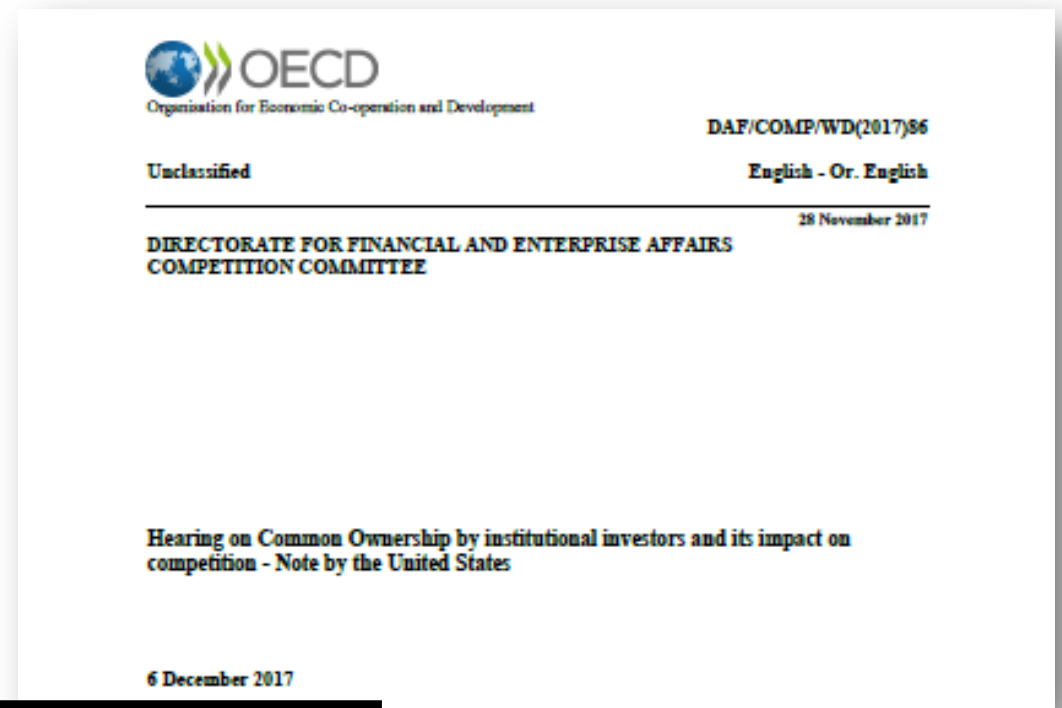 OECD
Organisation for Economic Co-operation and Development
DAF/COMP/WD(2017)86
Unclassified English - Or. English
28 November 2017
DIRECTORATE FOR FINANCIAL AND ENTERPRISE AFFAIRS
COMPETITION COMMITTEE
Hearing on Common Ownership by institutional investors and its impact on
competition - Note by the United States
6 December 2017